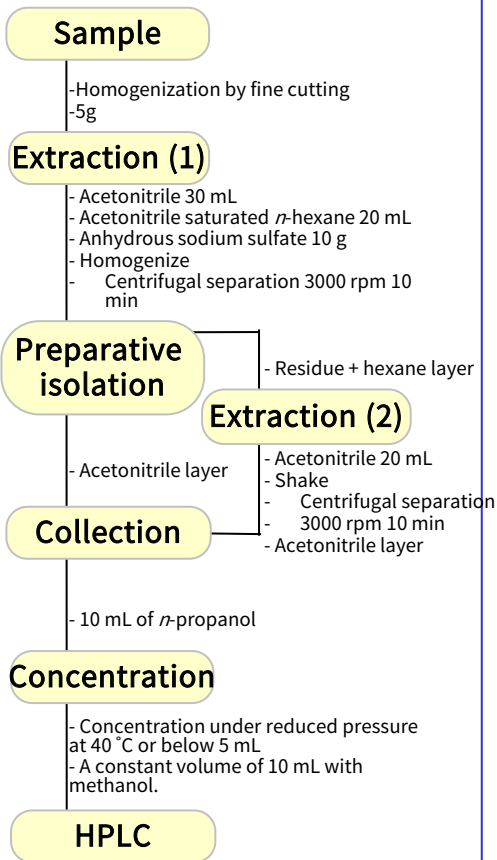 Sample
-Homogenization by fine cutting
-5g
Extraction (1)
- Acetonitrile 30 mL
- Acetonitrile saturated n-hexane 20 mL
- Anhydrous sodium sulfate 10 g
- Homogenize
- Centrifugal separation 3000 rpm 10
min
Preparative
isolation
- Residue + hexane layer
Extraction (2)
- Acetonitrile 20 mL
- Shake
- Centrifugal separation
- 3000 rpm 10 min
- Acetonitrile layer
- Acetonitrile layer
Collection
- 10 mL of n-propanol
Concentration
- Concentration under reduced pressure
at 40 ˚C or below 5 mL
- A constant volume of 10 mL with
methanol.
HPLC